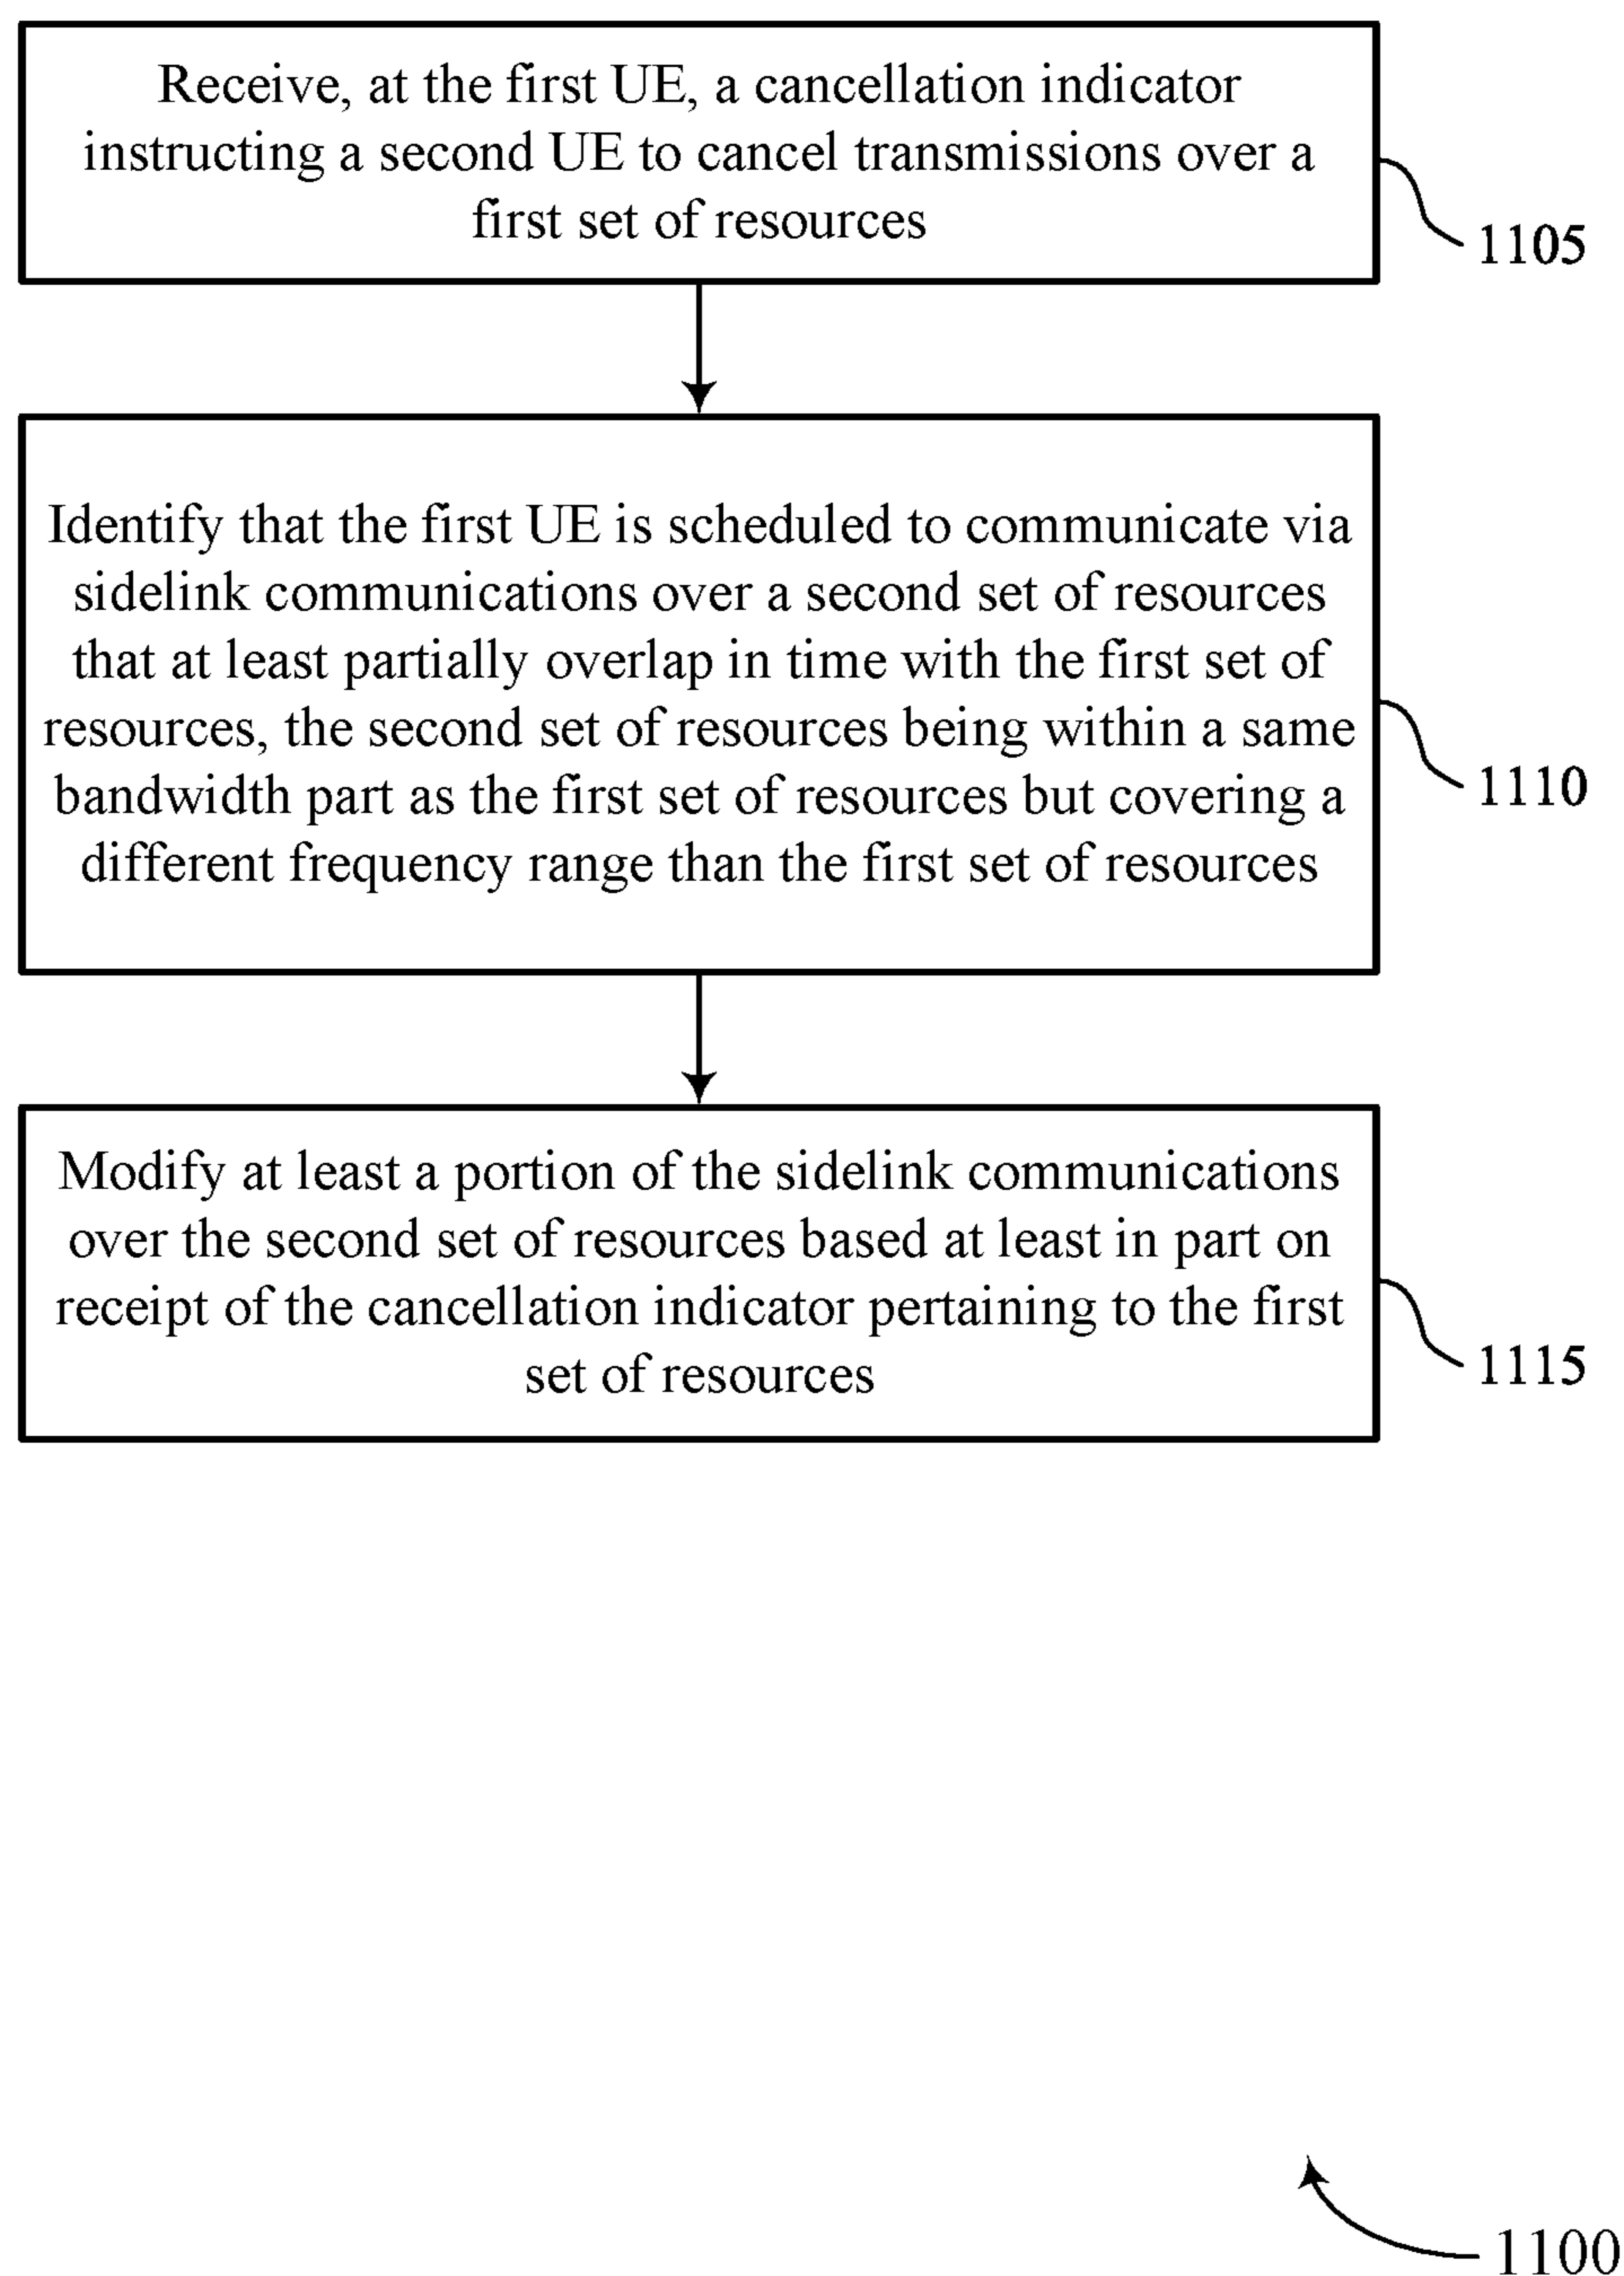 Receive, at the first UE, a cancellation indicator
instructing a second UE to cancel transmissions over a
first set of resources
1105
Identify that the first UE is scheduled to communicate via
sidelink communications over a second set of resources
that at least partially overlap in time with the first set of
resources, the second set of resources being within a same
bandwidth part as the first set of resources but covering a
different frequency range than the first set of resources
1110
Modify at least a portion of the sidelink communications
over the second set of resources based at least in part on
receipt of the cancellation indicator pertaining to the first
set of resources
1115
1100